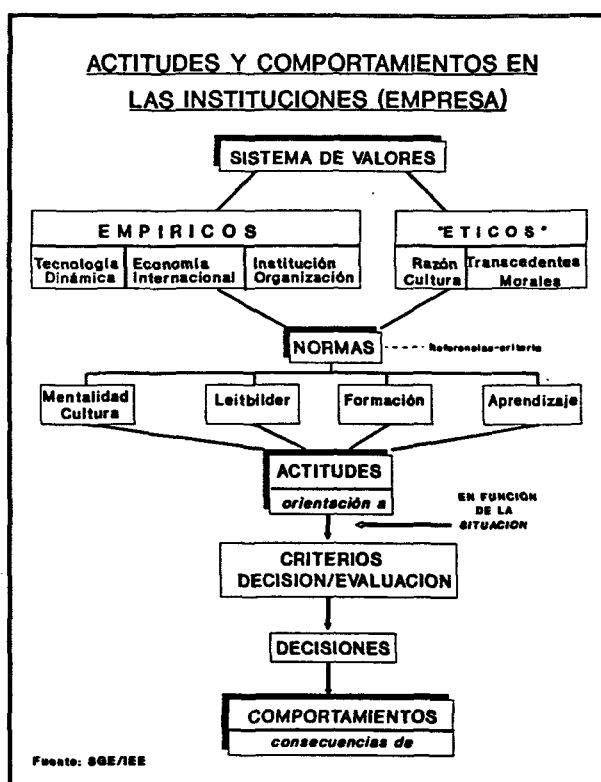 ACTITUDES Y COMPORTAMIENTOS EN
LAS INSTITUCIONES (EMPRESA)
SISTEMA DE VALORES
EMPIRICOS
Tecnología
Dinámica
Economía
Internacional
Institución
Organización
"ETICOS"
Razón
Cultura
Transcedentes
Morales
NORMAS
Referencias-criterio
Mentalidad
Cultura
Leitbilder
Formación
Aprendizaje
ACTITUDES
orientación a
EN FUNCIÓN
DE LA
SITUACION
CRITERIOS
DECISION/EVALUACION
DECISIONES
COMPORTAMIENTOS
consecuencias de
Fuente: SGE/IEE